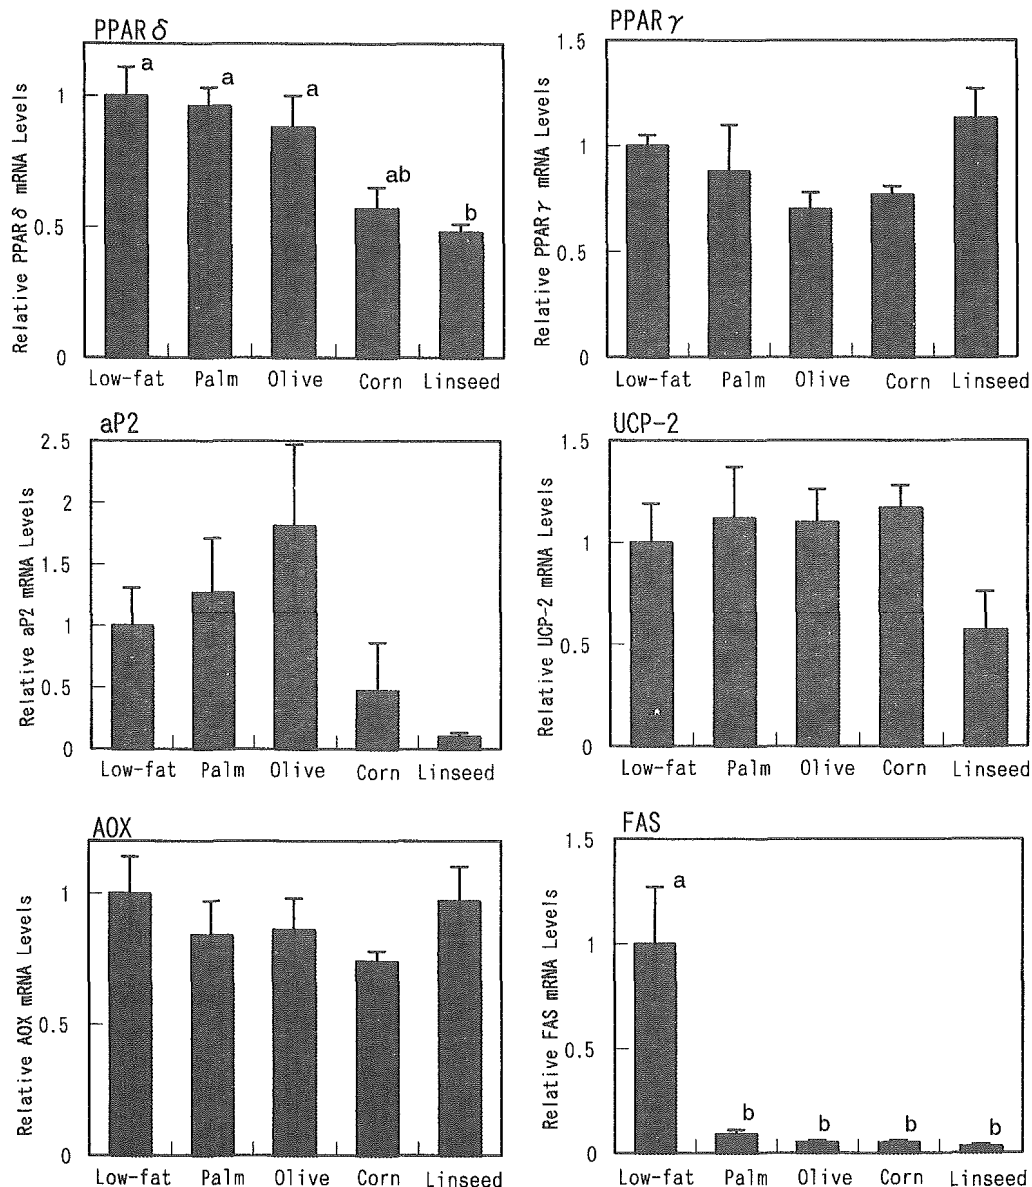 PPARδ
Relative PPARδ mRNA Levels
1
0.5
0
a
a
a
ab
b
Low-fat Palm Olive Corn Linseed
PPARγ
Relative PPARγ mRNA Levels
1.5
1
0.5
0
Low-fat Palm Olive Corn Linseed
aP2
Relative aP2 mRNA Levels
2.5
2
1.5
1
0.5
0
Low-fat Palm Olive Corn Linseed
UCP-2
Relative UCP-2 mRNA Levels
1.5
1
0.5
0
Low-fat Palm Olive Corn Linseed
AOX
Relative AOX mRNA Levels
1
0.5
0
Low-fat Palm Olive Corn Linseed
FAS
Relative FAS mRNA Levels
1.5
1
0.5
0
a
b
b
b
b
Low-fat Palm Olive Corn Linseed